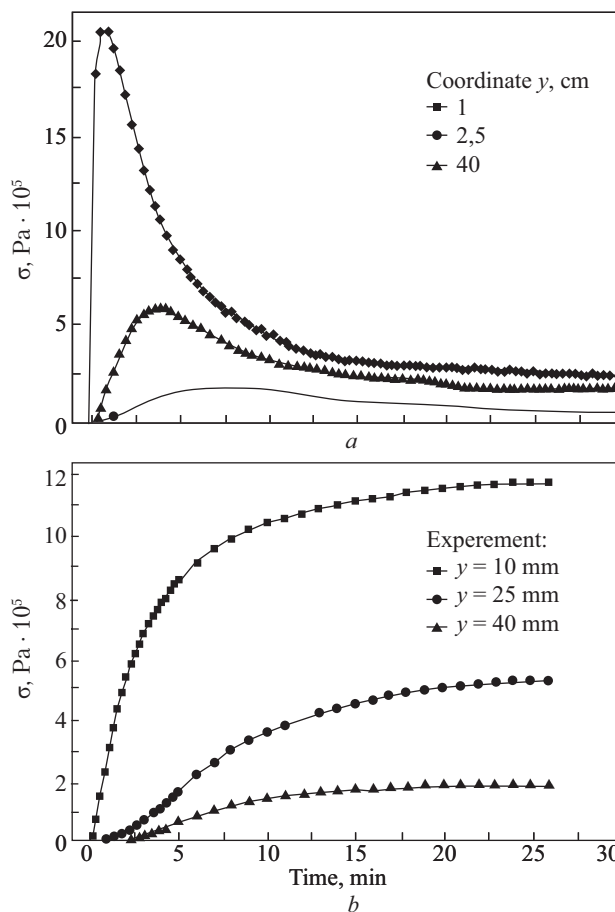 20
15
10
5
0
σ, Pa · 10⁵
Coordinate y, cm
1
2,5
40
a
12
10
8
6
4
2
0
σ, Pa · 10⁵
Experement:
y = 10 mm
y = 25 mm
y = 40 mm
0 5 10 15 20 25 30
Time, min
b